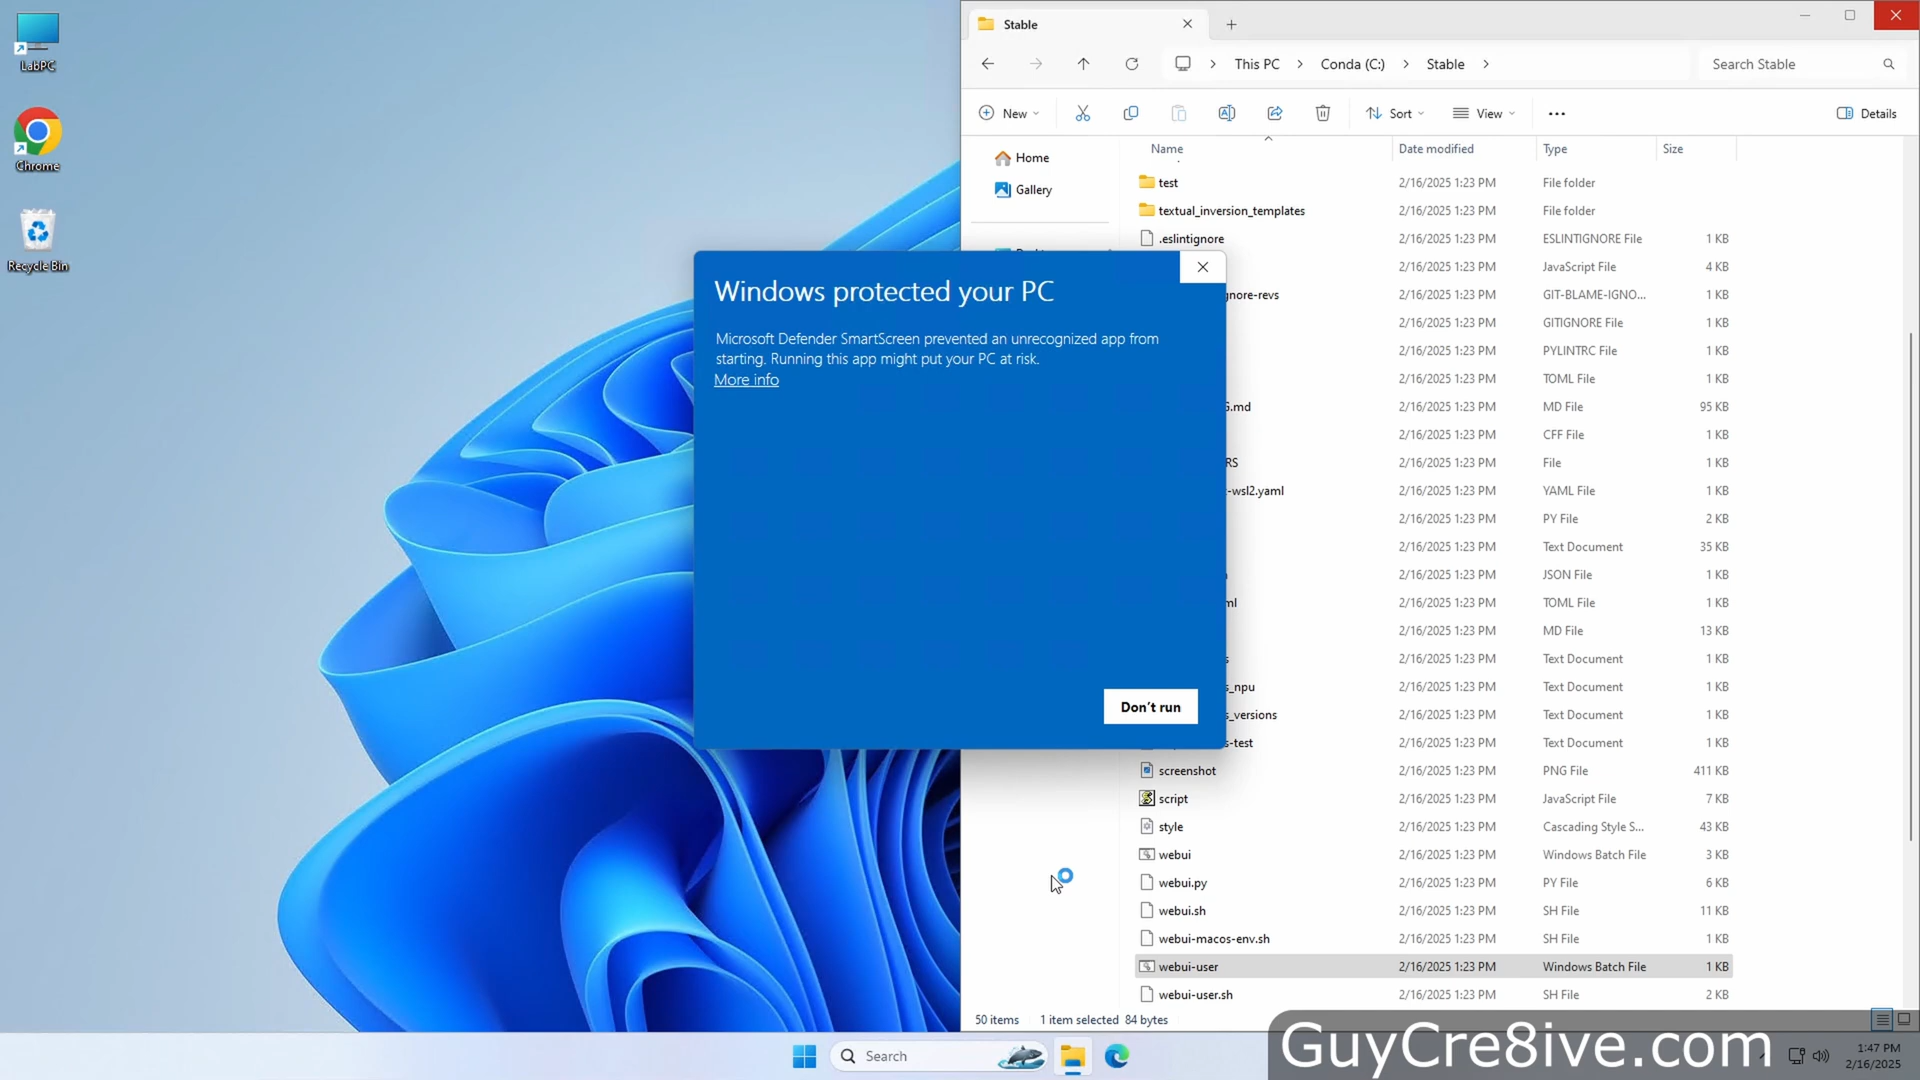 LabPC
Chrome
Recycle Bin
Stable
This PC
Conda (C:)
Stable
Search Stable
New
Sort
View
Details
Home
Gallery
Name
Date modified
Type
Size
test 2/16/2025 1:23 PM File folder
textual_inversion_templates 2/16/2025 1:23 PM File folder
.eslintignore 2/16/2025 1:23 PM ESLINTIGNORE File 1 KB
2/16/2025 1:23 PM JavaScript File 4 KB
gnore-revs 2/16/2025 1:23 PM GIT-BLAME-IGNO... 1 KB
2/16/2025 1:23 PM GITIGNORE File 1 KB
2/16/2025 1:23 PM PYLINTRC File 1 KB
2/16/2025 1:23 PM TOML File 1 KB
G.md 2/16/2025 1:23 PM MD File 95 KB
2/16/2025 1:23 PM CFF File 1 KB
RS 2/16/2025 1:23 PM File 1 KB
-wsl2.yaml 2/16/2025 1:23 PM YAML File 1 KB
2/16/2025 1:23 PM PY File 2 KB
2/16/2025 1:23 PM Text Document 35 KB
2/16/2025 1:23 PM JSON File 1 KB
ml 2/16/2025 1:23 PM TOML File 1 KB
2/16/2025 1:23 PM MD File 13 KB
s 2/16/2025 1:23 PM Text Document 1 KB
s_npu 2/16/2025 1:23 PM Text Document 1 KB
s_versions 2/16/2025 1:23 PM Text Document 1 KB
s-test 2/16/2025 1:23 PM Text Document 1 KB
screenshot 2/16/2025 1:23 PM PNG File 411 KB
script 2/16/2025 1:23 PM JavaScript File 7 KB
style 2/16/2025 1:23 PM Cascading Style S... 43 KB
webui 2/16/2025 1:23 PM Windows Batch File 3 KB
webui.py 2/16/2025 1:23 PM PY File 6 KB
webui.sh 2/16/2025 1:23 PM SH File 11 KB
webui-macos-env.sh 2/16/2025 1:23 PM SH File 1 KB
webui-user 2/16/2025 1:23 PM Windows Batch File 1 KB
webui-user.sh 2/16/2025 1:23 PM SH File 2 KB
50 items 1 item selected 84 bytes
Windows protected your PC
Microsoft Defender SmartScreen prevented an unrecognized app from
starting. Running this app might put your PC at risk.
More info
Don't run
Search
GuyCre8ive.com
1:47 PM
2/16/2025